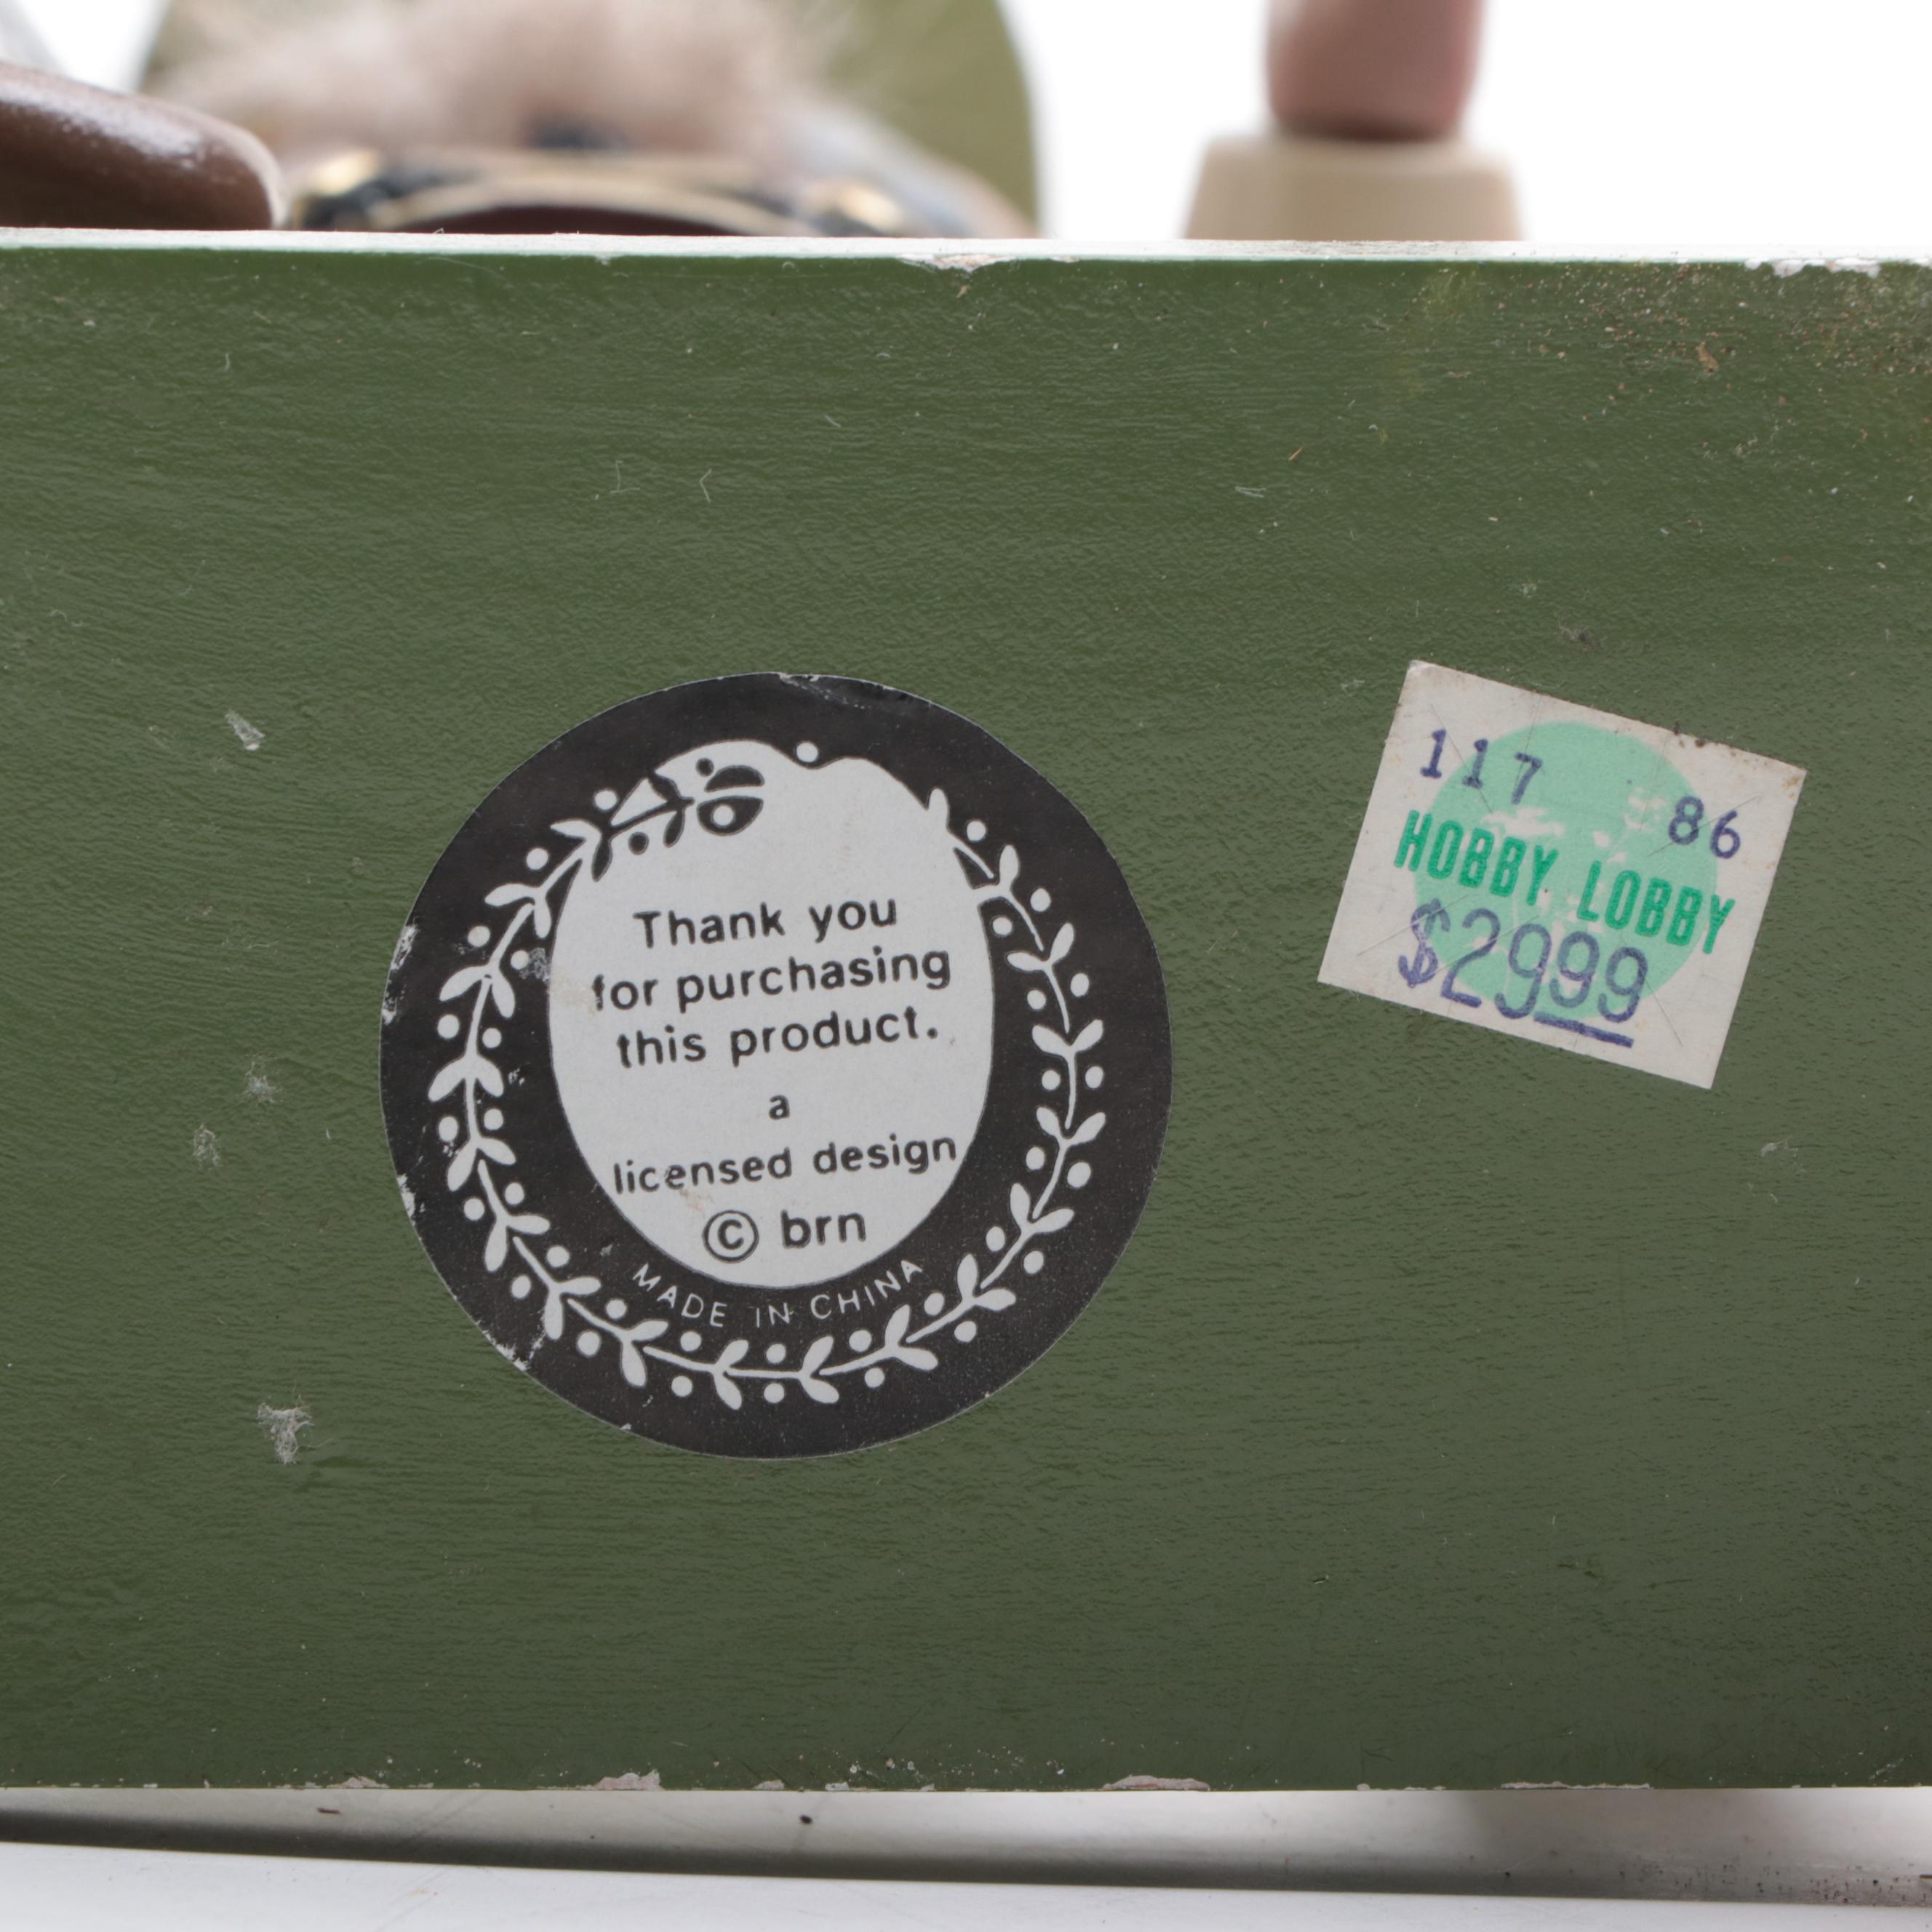 Thank you
for purchasing
this product.
a
licensed design
© brn
MADE IN CHINA
117 86
HOBBY LOBBY
$2999